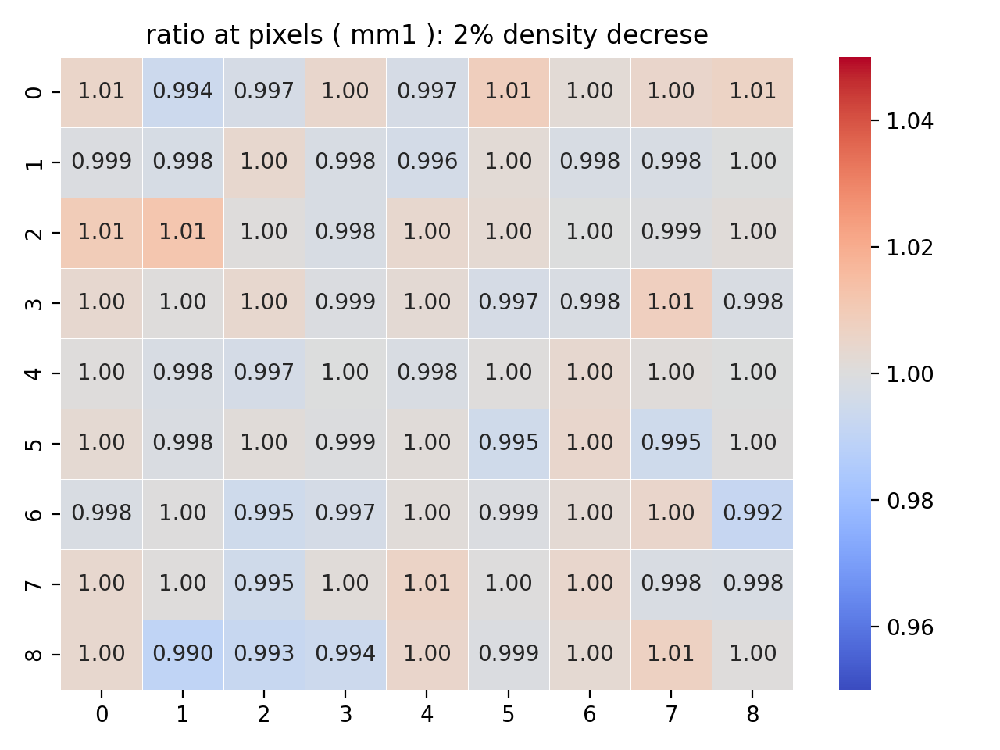 ratio at pixels ( mm1 ): 2% density decrese
0 1.01 0.994 0.997 1.00 0.997 1.01 1.00 1.00 1.01
1 0.999 0.998 1.00 0.998 0.996 1.00 0.998 0.998 1.00
2 1.01 1.01 1.00 0.998 1.00 1.00 1.00 0.999 1.00
3 1.00 1.00 1.00 0.999 1.00 0.997 0.998 1.01 0.998
4 1.00 0.998 0.997 1.00 0.998 1.00 1.00 1.00 1.00
5 1.00 0.998 1.00 0.999 1.00 0.995 1.00 0.995 1.00
6 0.998 1.00 0.995 0.997 1.00 0.999 1.00 1.00 0.992
7 1.00 1.00 0.995 1.00 1.01 1.00 1.00 0.998 0.998
8 1.00 0.990 0.993 0.994 1.00 0.999 1.00 1.01 1.00
0 1 2 3 4 5 6 7 8
1.04
1.02
1.00
0.98
0.96